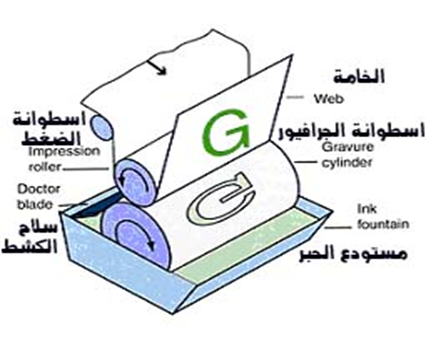 الخامة
Web
اسطوانة
الضغط
Impression
roller
اسطوانة الجرافيور
Gravure
cylinder
G
G
Doctor
blade
سلاح
الكشط
Ink
fountain
مستودع الحبر